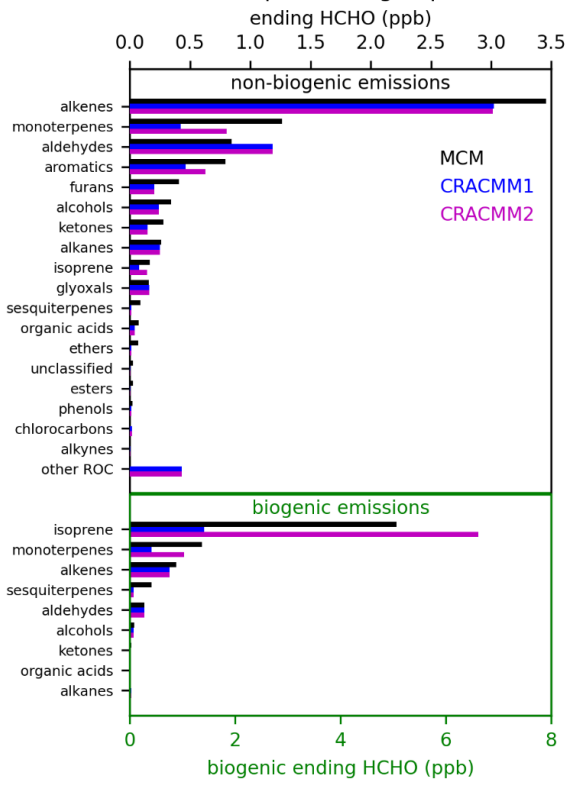 ending HCHO (ppb)
0.0 0.5 1.0 1.5 2.0 2.5 3.0 3.5
non-biogenic emissions
alkenes
monoterpenes
aldehydes
aromatics
MCM
furans
CRACMM1
alcohols
CRACMM2
ketones
alkanes
isoprene
glyoxals
sesquiterpenes
organic acids
ethers
unclassified
esters
phenols
chlorocarbons
alkynes
other ROC
biogenic emissions
isoprene
monoterpenes
alkenes
sesquiterpenes
aldehydes
alcohols
ketones
organic acids
alkanes
0 2 4 6 8
biogenic ending HCHO (ppb)